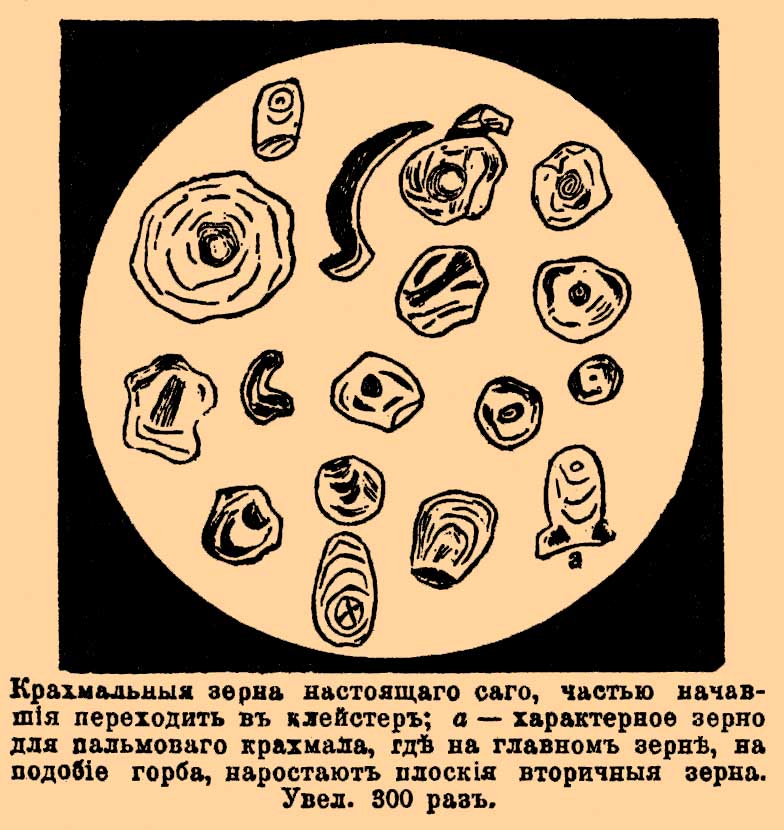 а
Крахмальныя зерна настоящаго саго, частью начав-
шія переходить въ клейстеръ; а — характерное зерно
для пальмоваго крахмала, гдѣ на главномъ зернѣ, на
подобіе горба, наростаютъ плоскія вторичныя зерна.
Увел. 300 разъ.